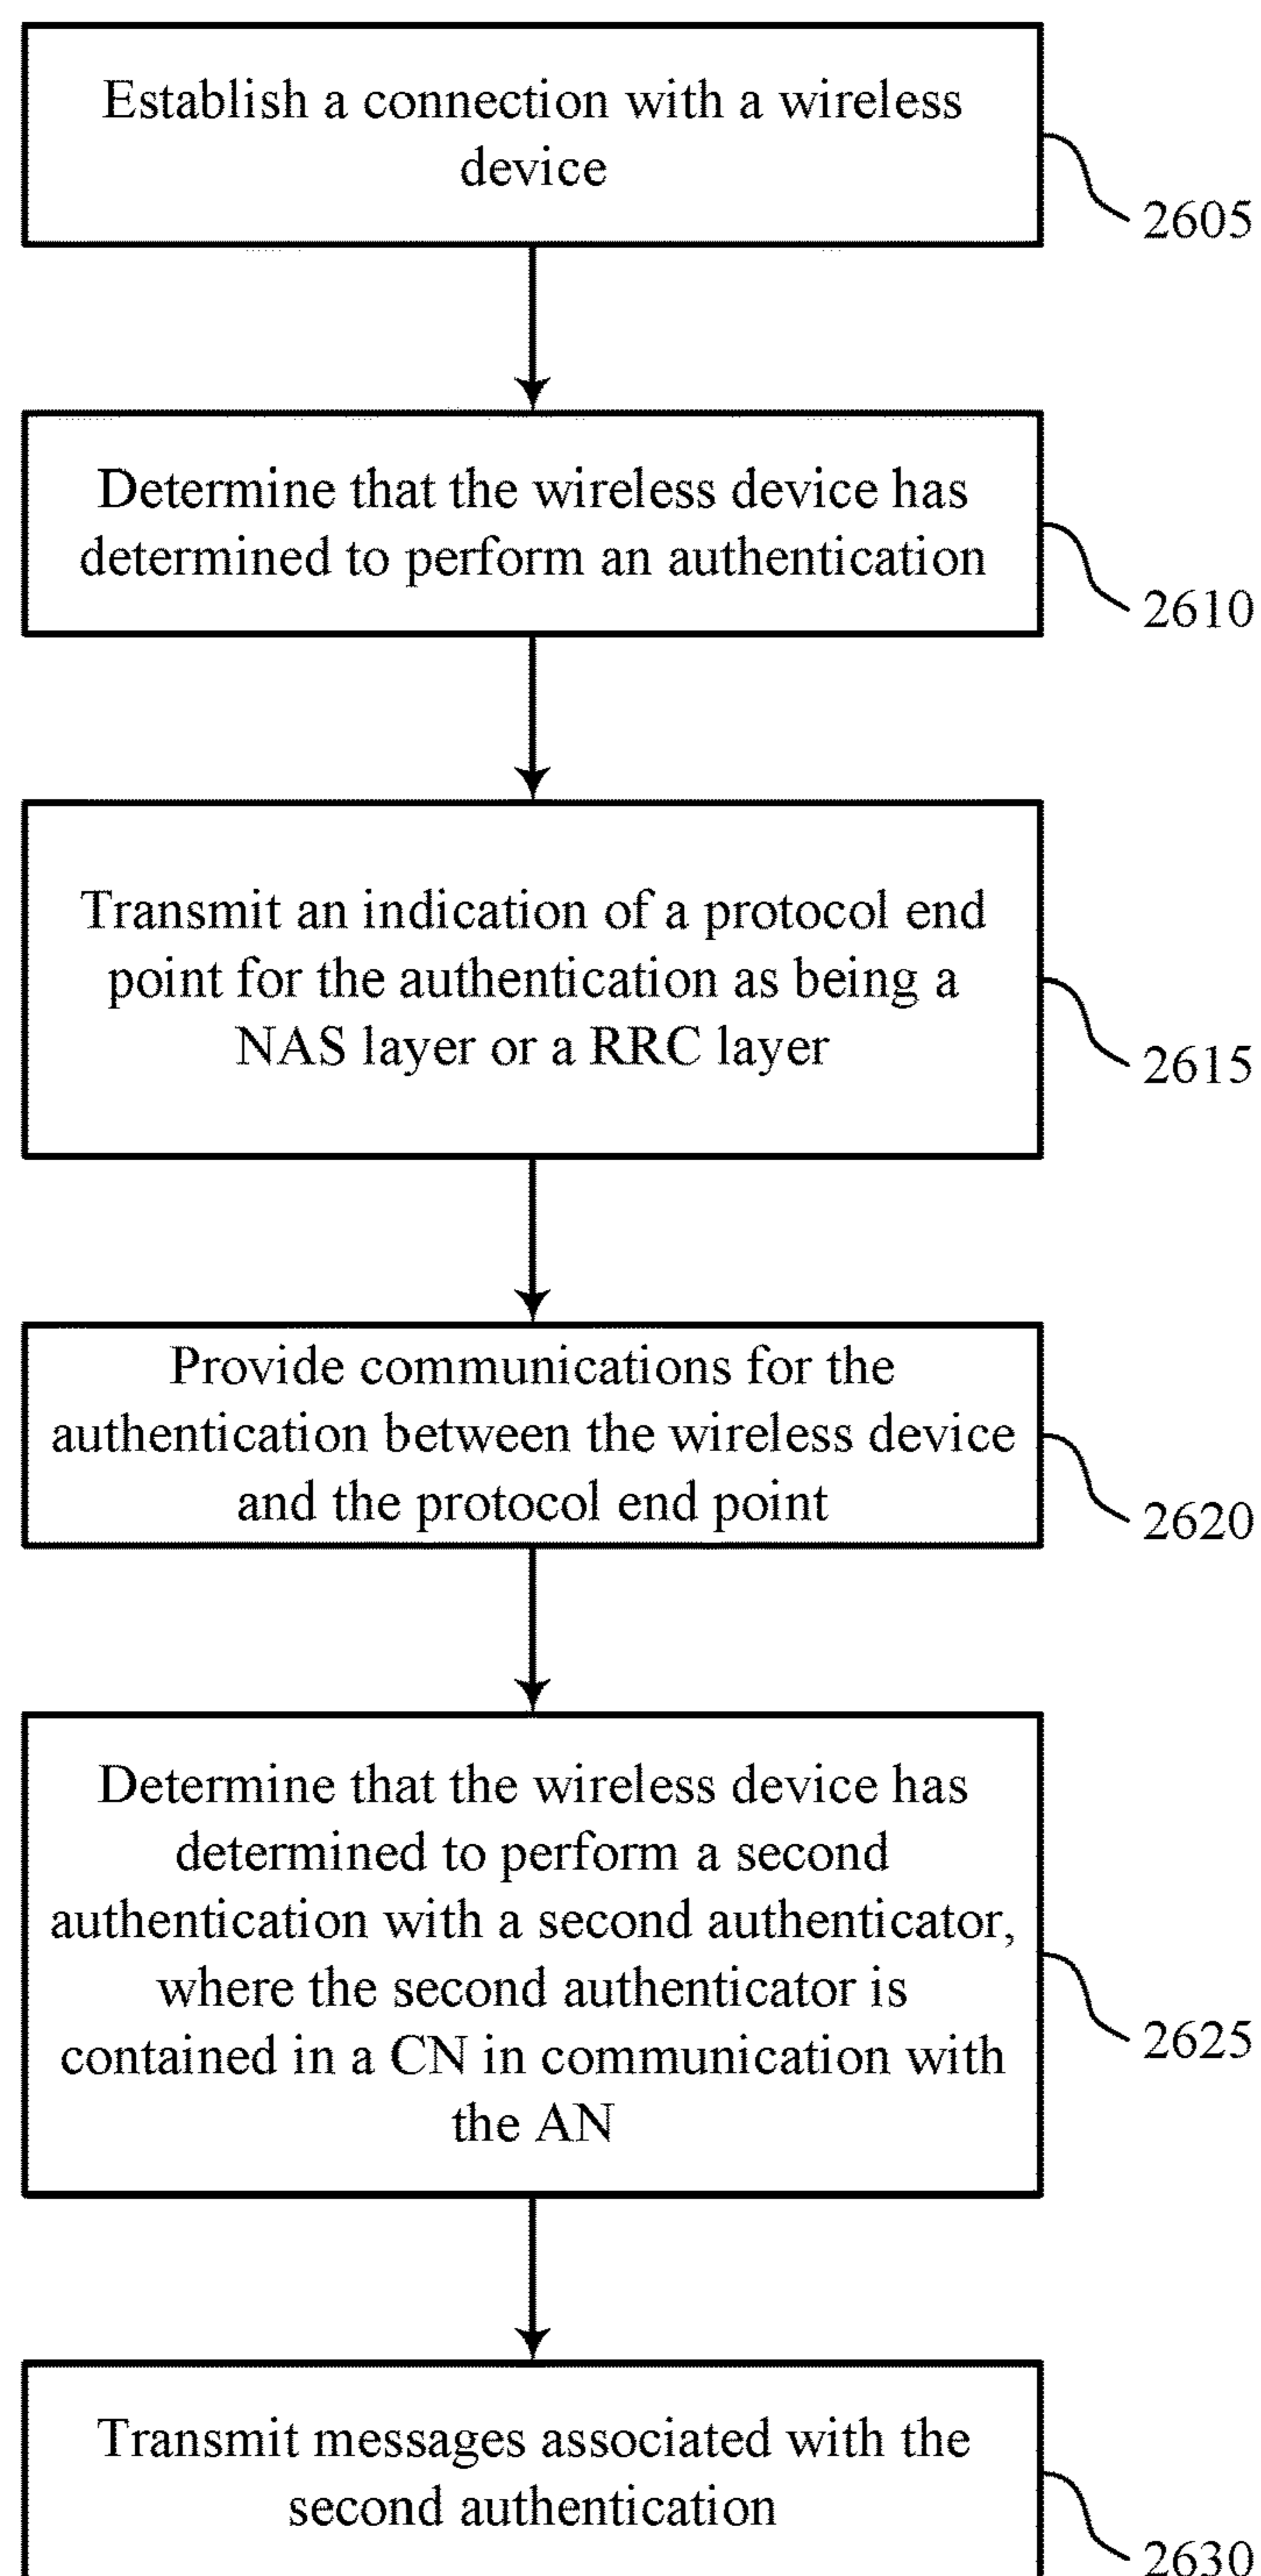 Establish a connection with a wireless
device
2605
Determine that the wireless device has
determined to perform an authentication
2610
Transmit an indication of a protocol end
point for the authentication as being a
NAS layer or a RRC layer
2615
Provide communications for the
authentication between the wireless device
and the protocol end point
2620
Determine that the wireless device has
determined to perform a second
authentication with a second authenticator,
where the second authenticator is
contained in a CN in communication with
the AN
2625
Transmit messages associated with the
second authentication
2630